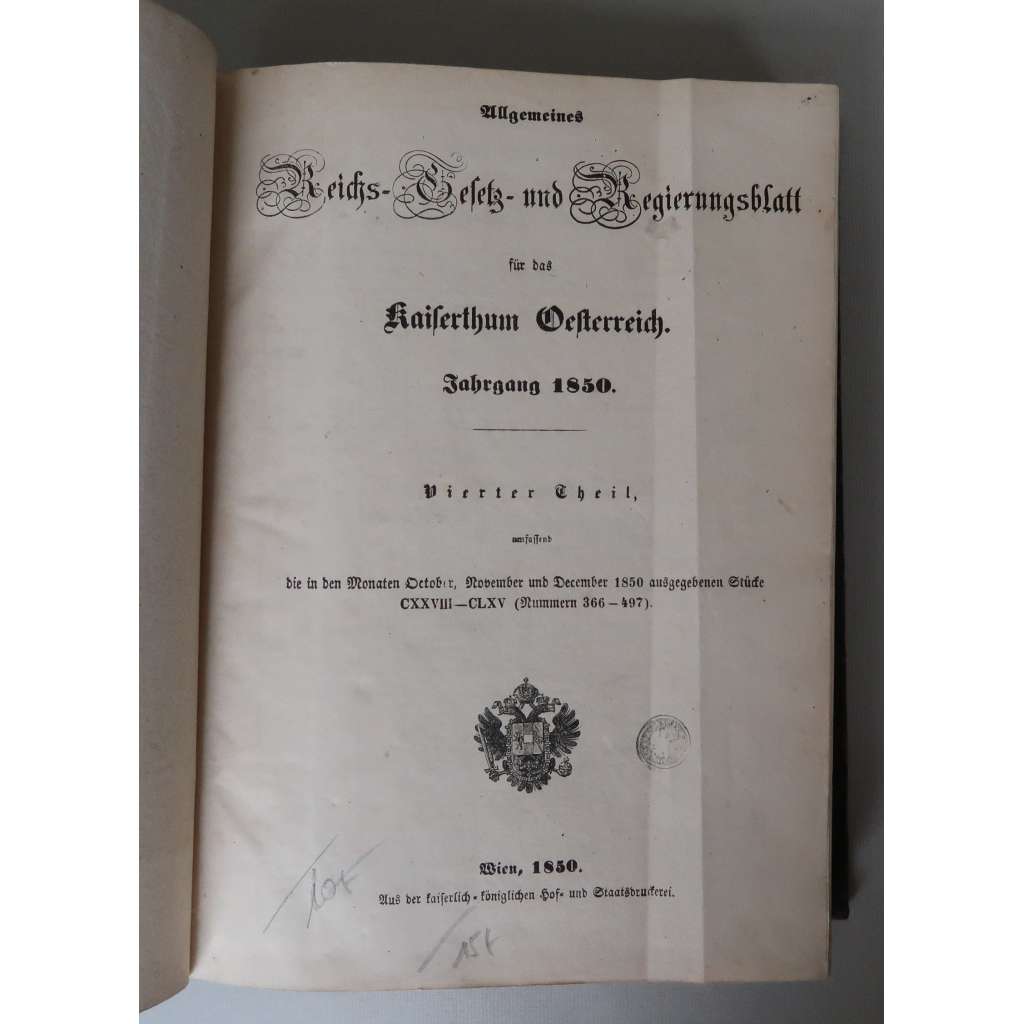 Allgemeines
Reichs-Gesetz- und Regierungsblatt
für das
Kaiserthum Oesterreich.
Jahrgang 1850.
Vierter Theil,
umfassend
die in den Monaten October, November und December 1850 ausgegebenen Stücke
CXXVIII—CLXV (Nummern 366 – 497).
Wien, 1850.
Aus der kaiserlich-königlichen Hof- und Staatsdruckerei.